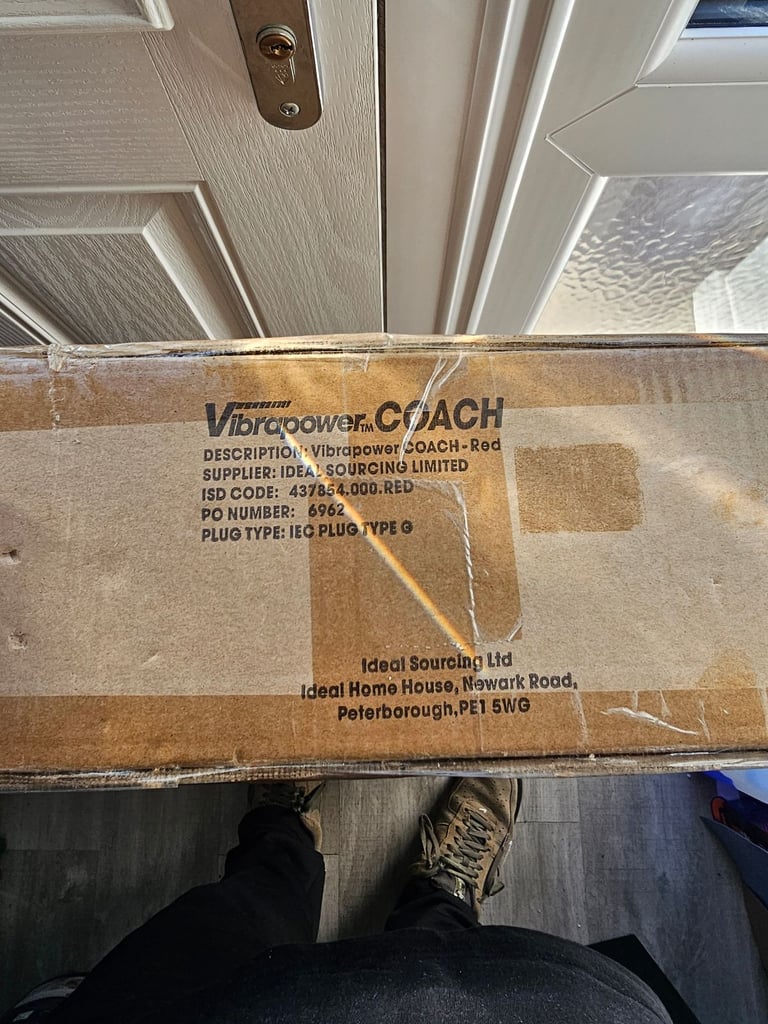 Vibrapower™ COACH
DESCRIPTION: Vibrapower COACH - Red
SUPPLIER: IDEAL SOURCING LIMITED
ISD CODE: 437854.000.RED
PO NUMBER: 6962
PLUG TYPE: IEC PLUG TYPE G
Ideal Sourcing Ltd
Ideal Home House, Newark Road,
Peterborough,PE1 5WG